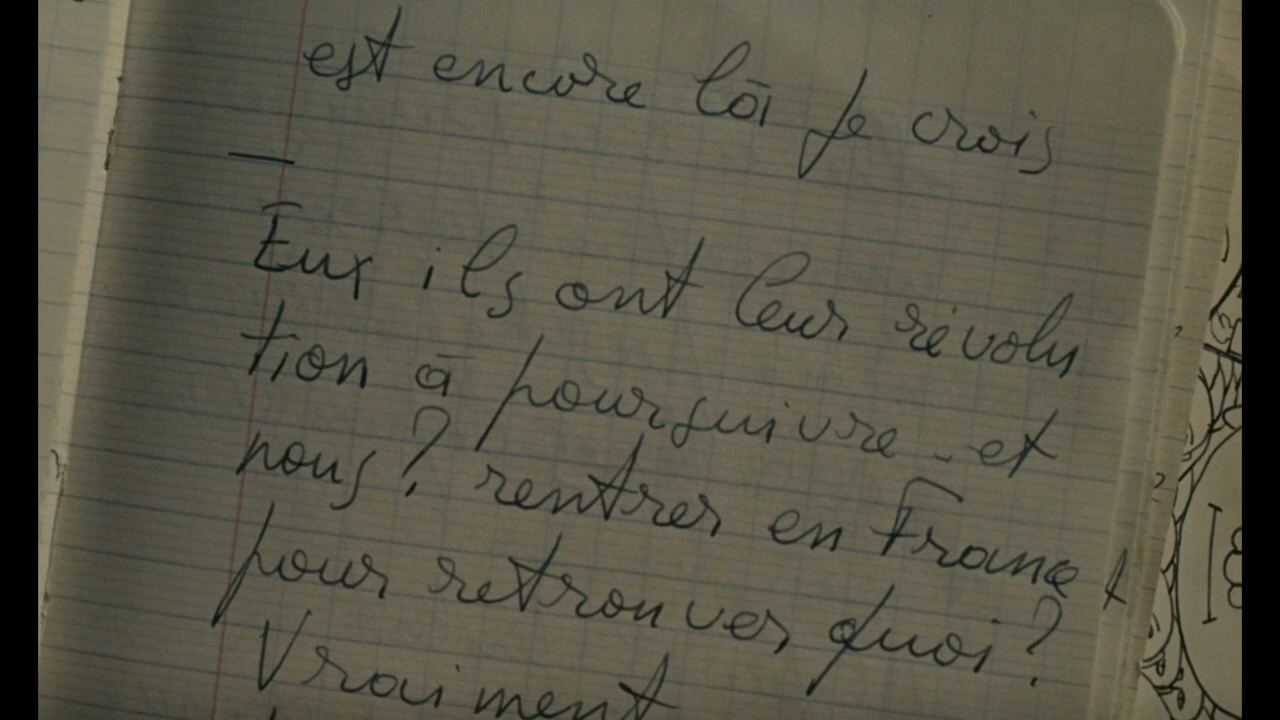 est encore là je crois
—
Eux ils ont leur révolu
tion à poursuivre - et
nous? rentrer en France
pour retrouver quoi?
Vraiment